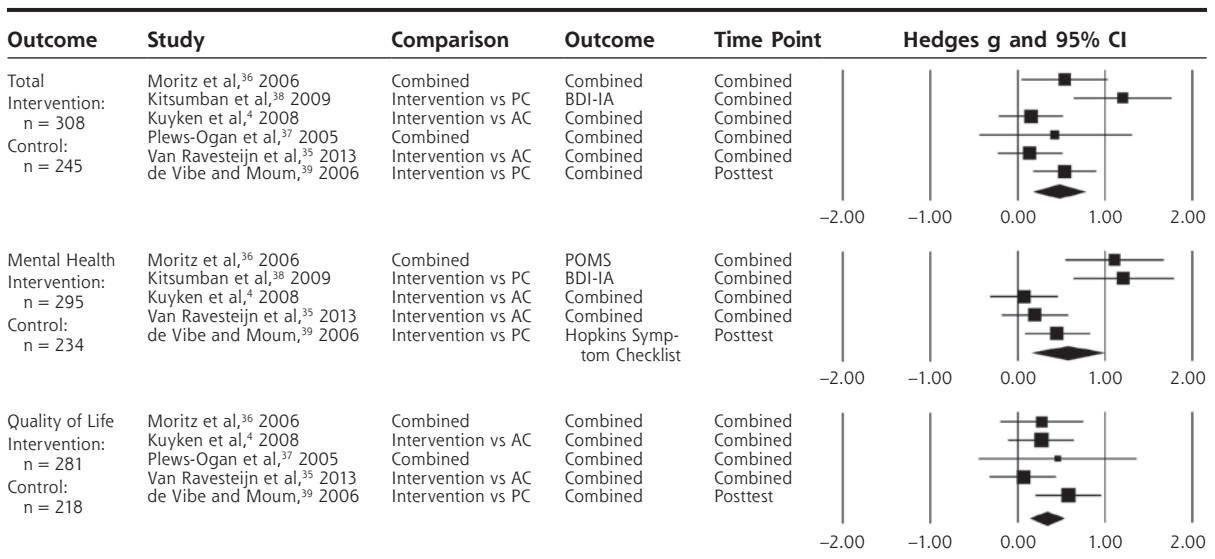 Outcome Study Comparison Outcome Time Point Hedges g and 95% CI
Total Moritz et al,³⁶ 2006 Combined Combined Combined
Intervention: Kitsumban et al,³⁸ 2009 Intervention vs PC BDI-IA Combined
n = 308 Kuyken et al,⁴ 2008 Intervention vs AC Combined Combined
Control: Plews-Ogan et al,³⁷ 2005 Combined Combined Combined
n = 245 Van Ravesteijn et al,³⁵ 2013 Intervention vs AC Combined Combined
de Vibe and Moum,³⁹ 2006 Intervention vs PC Combined Posttest
–2.00 –1.00 0.00 1.00 2.00
Mental Health Moritz et al,³⁶ 2006 Combined POMS Combined
Intervention: Kitsumban et al,³⁸ 2009 Intervention vs PC BDI-IA Combined
n = 295 Kuyken et al,⁴ 2008 Intervention vs AC Combined Combined
Control: Van Ravesteijn et al,³⁵ 2013 Intervention vs AC Combined Combined
n = 234 de Vibe and Moum,³⁹ 2006 Intervention vs PC Hopkins Symp- Posttest
tom Checklist
–2.00 –1.00 0.00 1.00 2.00
Quality of Life Moritz et al,³⁶ 2006 Combined Combined Combined
Intervention: Kuyken et al,⁴ 2008 Intervention vs AC Combined Combined
n = 281 Plews-Ogan et al,³⁷ 2005 Combined Combined Combined
Control: Van Ravesteijn et al,³⁵ 2013 Intervention vs AC Combined Combined
n = 218 de Vibe and Moum,³⁹ 2006 Intervention vs PC Combined Posttest
–2.00 –1.00 0.00 1.00 2.00